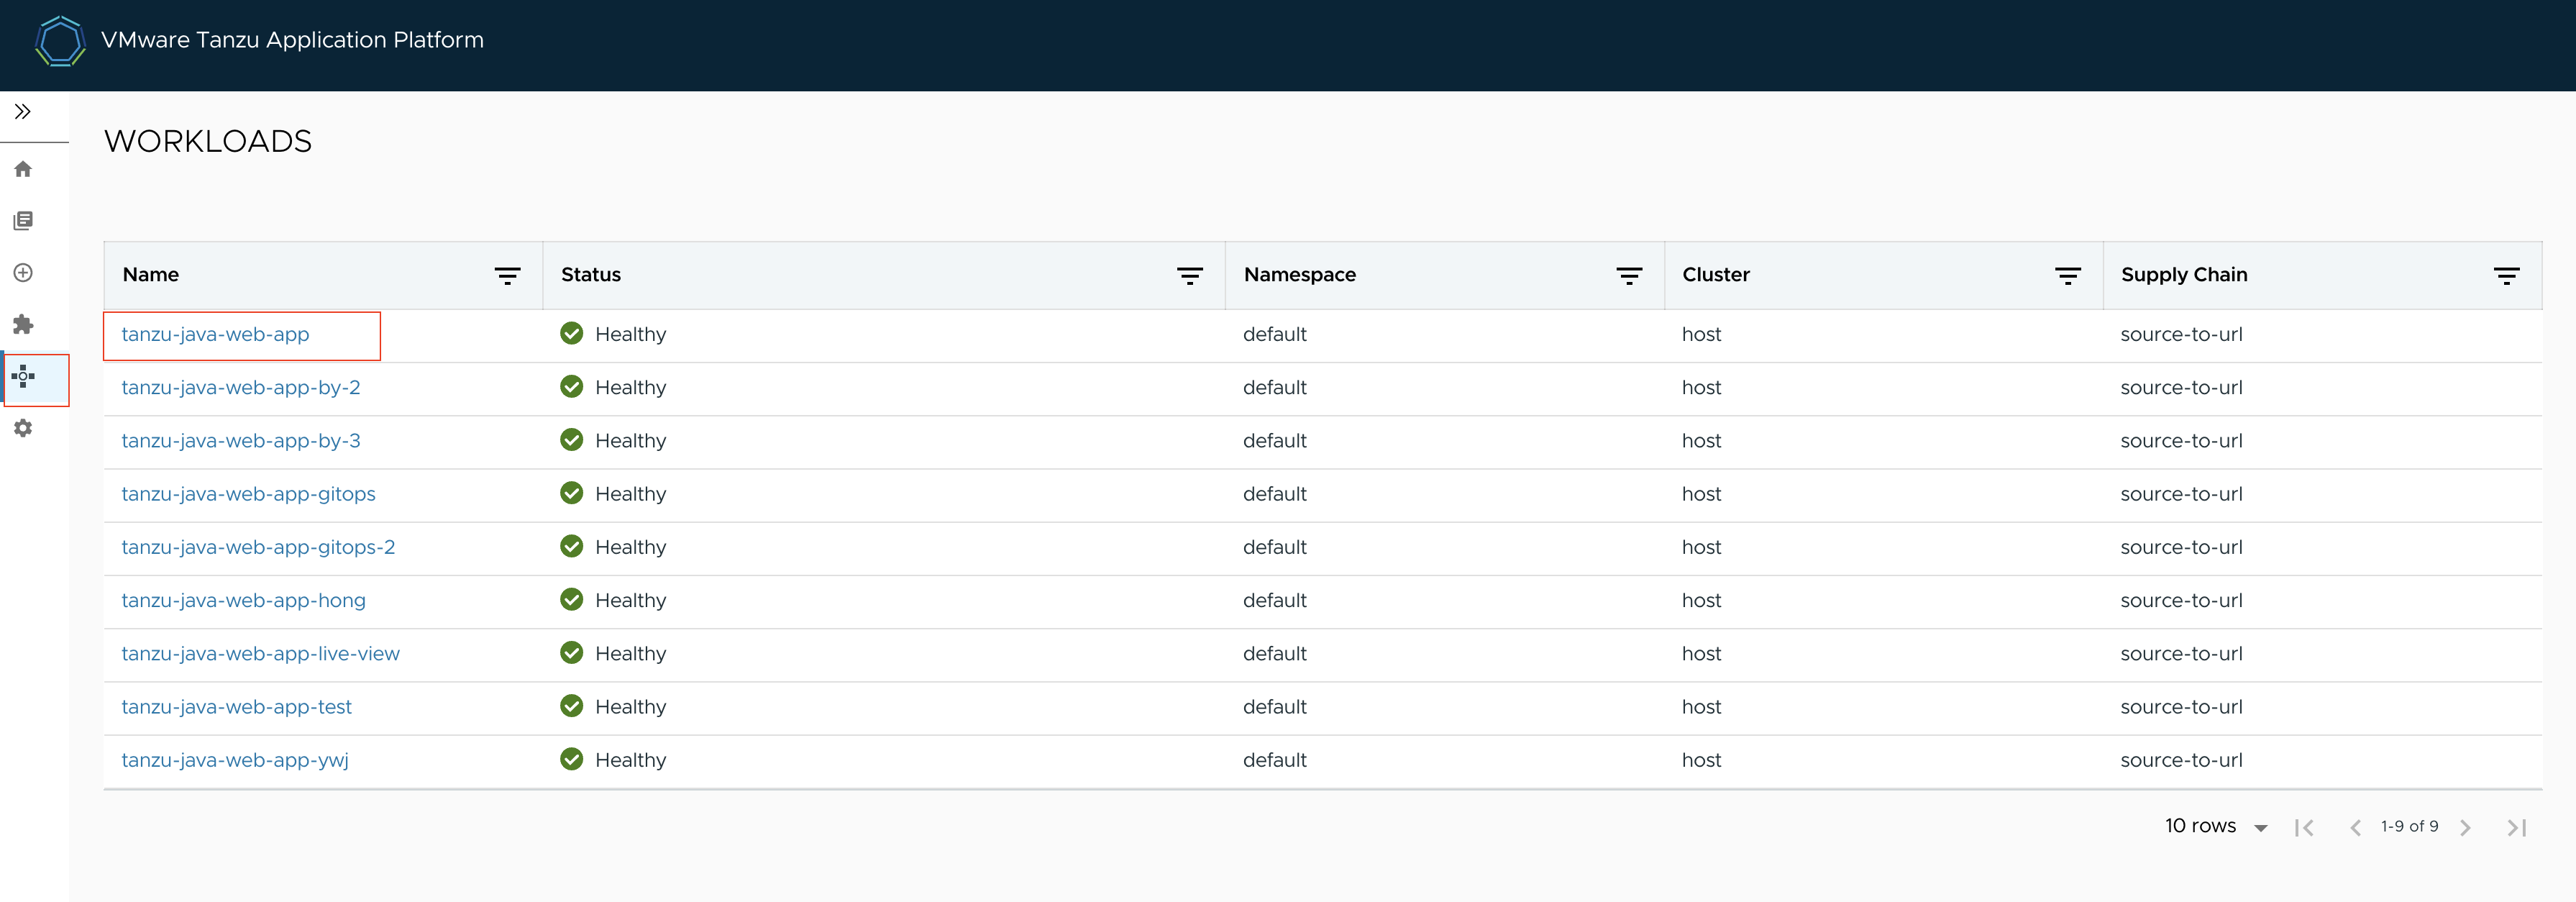 VMware Tanzu Application Platform
WORKLOADS
Name Status Namespace Cluster Supply Chain
tanzu-java-web-app Healthy default host source-to-url
tanzu-java-web-app-by-2 Healthy default host source-to-url
tanzu-java-web-app-by-3 Healthy default host source-to-url
tanzu-java-web-app-gitops Healthy default host source-to-url
tanzu-java-web-app-gitops-2 Healthy default host source-to-url
tanzu-java-web-app-hong Healthy default host source-to-url
tanzu-java-web-app-live-view Healthy default host source-to-url
tanzu-java-web-app-test Healthy default host source-to-url
tanzu-java-web-app-ywj Healthy default host source-to-url
10 rows 1-9 of 9